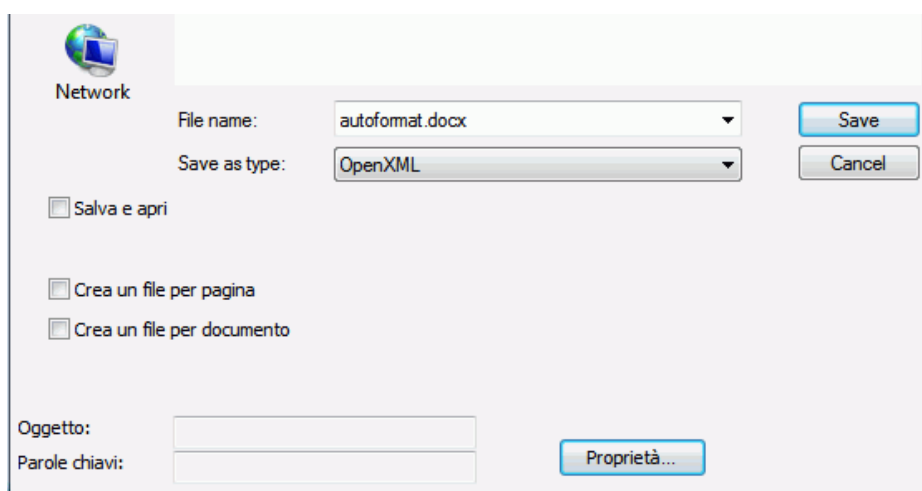 Network
File name: autoformat.docx Save
Save as type: OpenXML Cancel
Salva e apri
Crea un file per pagina
Crea un file per documento
Oggetto:
Parole chiavi: Proprietà...